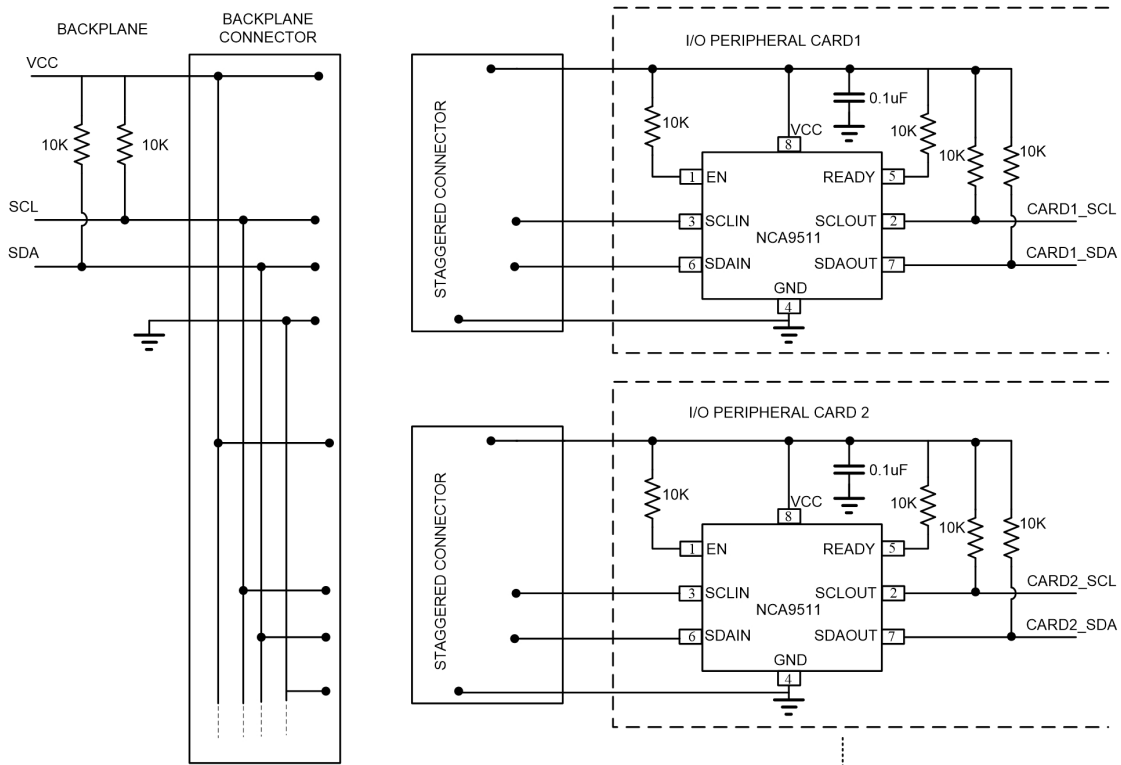 BACKPLANE
BACKPLANE
CONNECTOR
VCC
10K
10K
SCL
SDA
STAGGERED CONNECTOR
I/O PERIPHERAL CARD1
10K
VCC
8
0.1uF
10K
10K
10K
1
EN
READY
5
3
SCLIN
SCLOUT
2
CARD1_SCL
NCA9511
6
SDAIN
SDAOUT
7
CARD1_SDA
GND
4
STAGGERED CONNECTOR
I/O PERIPHERAL CARD 2
10K
VCC
8
0.1uF
10K
10K
10K
1
EN
READY
5
3
SCLIN
SCLOUT
2
CARD2_SCL
NCA9511
6
SDAIN
SDAOUT
7
CARD2_SDA
GND
4